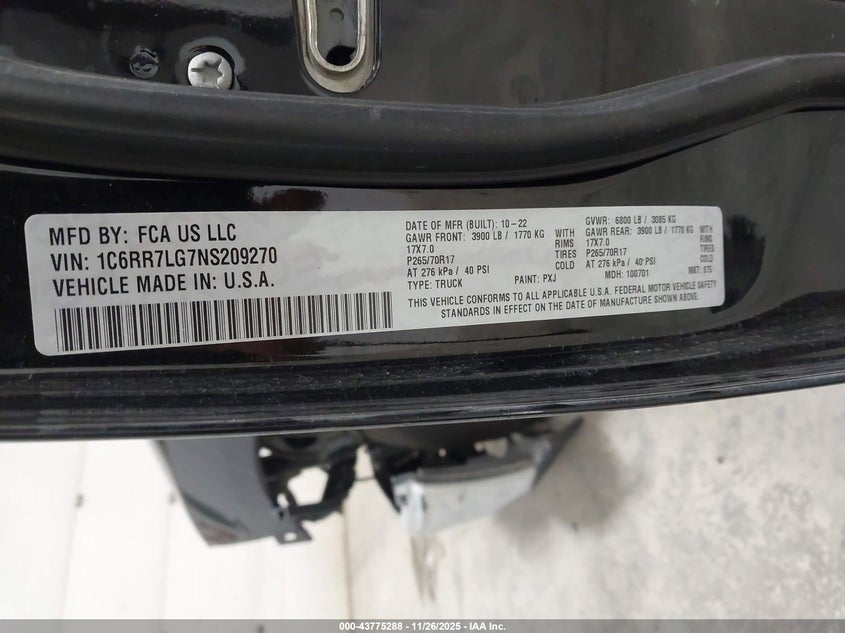 MFD BY: FCA US LLC
VIN: 1C6RR7LG7NS209270
VEHICLE MADE IN: U.S.A.
DATE OF MFR (BUILT): 10-22 GVWR: 6800 LB / 3085 KG
GAWR FRONT: 3900 LB / 1770 KG WITH GAWR REAR: 3900 LB / 1770 KG WITH
17X7.0 RIMS 17X7.0 RIMS
P265/70R17 TIRES P265/70R17 TIRES
AT 276 kPa / 40 PSI COLD AT 276 kPa / 40 PSI COLD
TYPE: TRUCK PAINT: PXJ MDH: 100701 MKT: 875
THIS VEHICLE CONFORMS TO ALL APPLICABLE U.S.A. FEDERAL MOTOR VEHICLE SAFETY
STANDARDS IN EFFECT ON THE DATE OF MANUFACTURE SHOWN ABOVE.
000-43775288 - 11/26/2025 - IAA Inc.